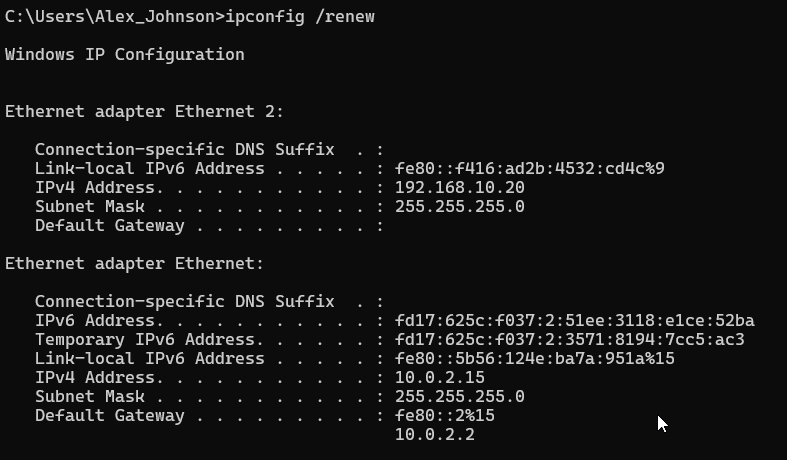 C:\Users\Alex_Johnson>ipconfig /renew
Windows IP Configuration
Ethernet adapter Ethernet 2:
   Connection-specific DNS Suffix  . :
   Link-local IPv6 Address . . . . . : fe80::f416:ad2b:4532:cd4c%9
   IPv4 Address. . . . . . . . . . . : 192.168.10.20
   Subnet Mask . . . . . . . . . . . : 255.255.255.0
   Default Gateway . . . . . . . . . :
Ethernet adapter Ethernet:
   Connection-specific DNS Suffix  . :
   IPv6 Address. . . . . . . . . . . : fd17:625c:f037:2:51ee:3118:e1ce:52ba
   Temporary IPv6 Address. . . . . . : fd17:625c:f037:2:3571:8194:7cc5:ac3
   Link-local IPv6 Address . . . . . : fe80::5b56:124e:ba7a:951a%15
   IPv4 Address. . . . . . . . . . . : 10.0.2.15
   Subnet Mask . . . . . . . . . . . : 255.255.255.0
   Default Gateway . . . . . . . . . : fe80::2%15
                                       10.0.2.2